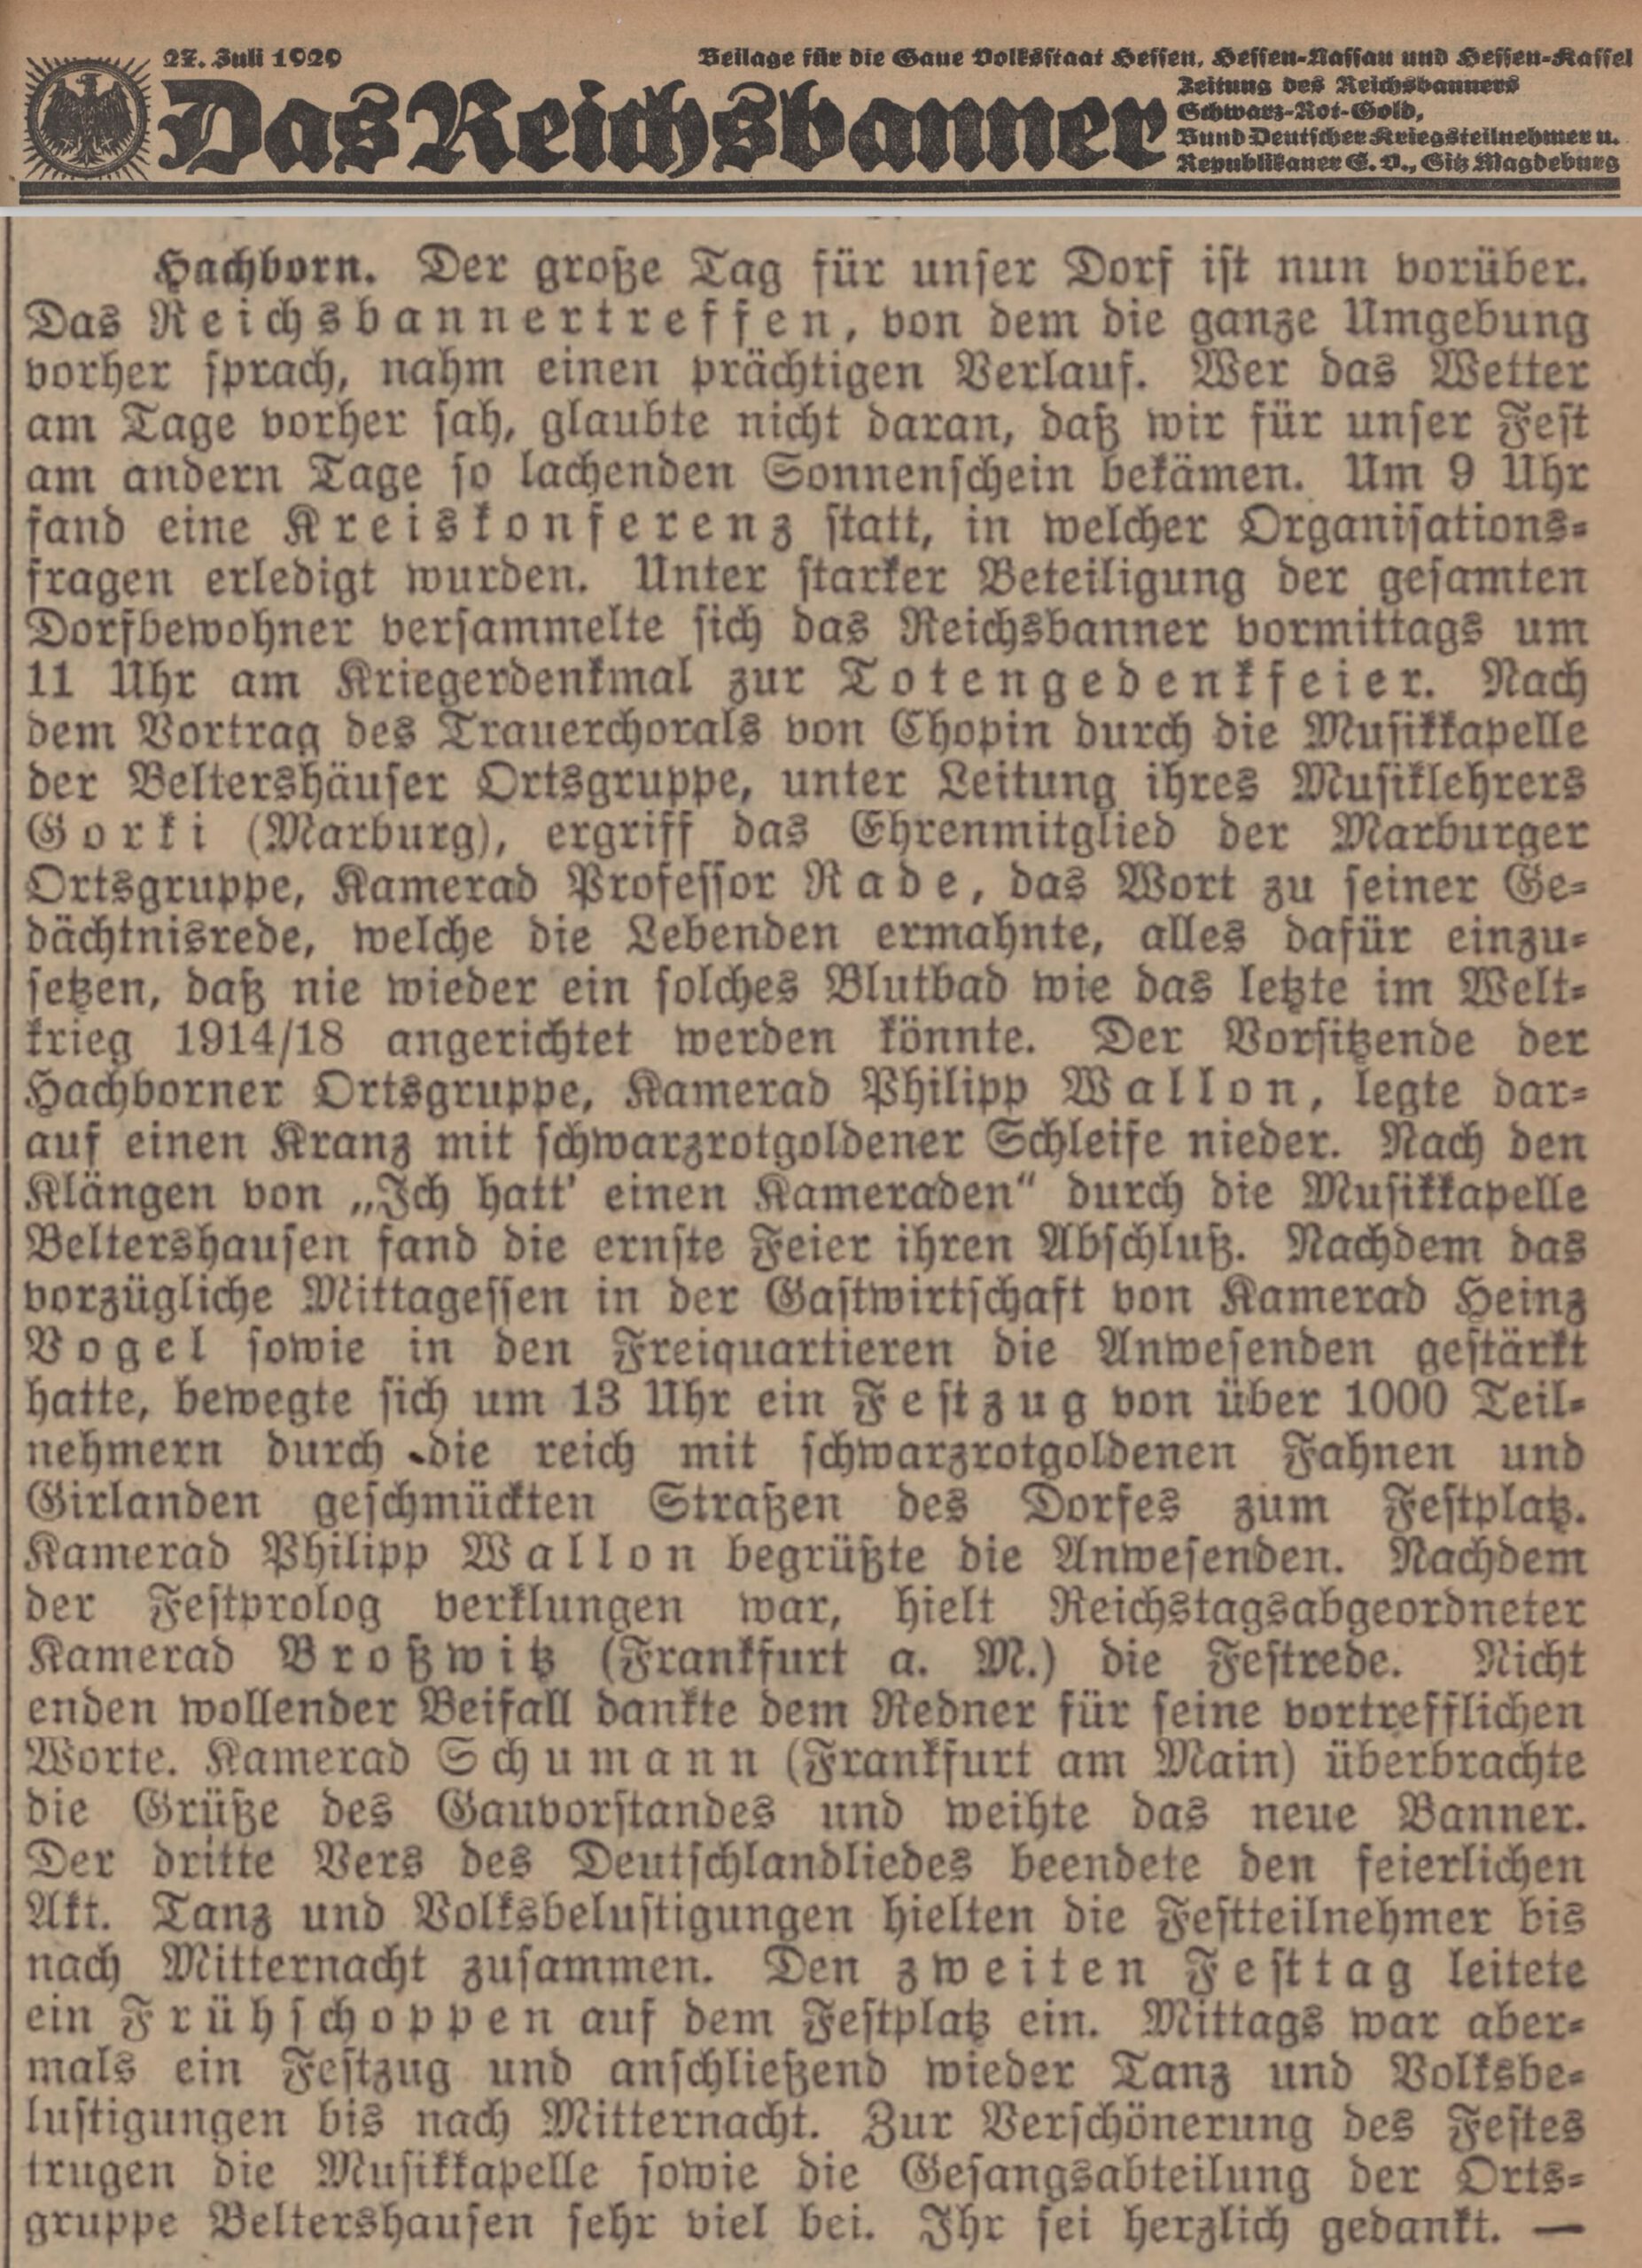 27. Juli 1929
Beilage für die Gaue Volksstaat Hessen, Hessen-Nassau und Hessen-Kassel
Das Reichsbanner
Zeitung des Reichsbanners
Schwarz-Rot-Gold,
Bund Deutscher Kriegsteilnehmer u.
Republikaner E. V., Sitz Magdeburg
Hachborn. Der große Tag für unser Dorf ist nun vorüber.
Das Reichsbannertreffen, von dem die ganze Umgebung
vorher sprach, nahm einen prächtigen Verlauf. Wer das Wetter
am Tage vorher sah, glaubte nicht daran, daß wir für unser Fest
am andern Tage so lachenden Sonnenschein bekämen. Um 9 Uhr
fand eine Kreiskonferenz statt, in welcher Organisations-
fragen erledigt wurden. Unter starker Beteiligung der gesamten
Dorfbewohner versammelte sich das Reichsbanner vormittags um
11 Uhr am Kriegerdenkmal zur Totengedenkfeier. Nach
dem Vortrag des Trauerchorals von Chopin durch die Musikkapelle
der Beltershäuser Ortsgruppe, unter Leitung ihres Musiklehrers
Gorki (Marburg), ergriff das Ehrenmitglied der Marburger
Ortsgruppe, Kamerad Professor Rade, das Wort zu seiner Ge-
dächtnisrede, welche die Lebenden ermahnte, alles dafür einzu-
setzen, daß nie wieder ein solches Blutbad wie das letzte im Welt-
krieg 1914/18 angerichtet werden könnte. Der Vorsitzende der
Hachborner Ortsgruppe, Kamerad Philipp Wallon, legte dar-
auf einen Kranz mit schwarzrotgoldener Schleife nieder. Nach den
Klängen von „Ich hatt' einen Kameraden“ durch die Musikkapelle
Beltershausen fand die ernste Feier ihren Abschluß. Nachdem das
vorzügliche Mittagessen in der Gastwirtschaft von Kamerad Heinz
Vogel sowie in den Freiquartieren die Anwesenden gestärkt
hatte, bewegte sich um 13 Uhr ein Festzug von über 1000 Teil-
nehmern durch die reich mit schwarzrotgoldenen Fahnen und
Girlanden geschmückten Straßen des Dorfes zum Festplatz.
Kamerad Philipp Wallon begrüßte die Anwesenden. Nachdem
der Festprolog verklungen war, hielt Reichstagsabgeordneter
Kamerad Broßwitz (Frankfurt a. M.) die Festrede. Nicht
enden wollender Beifall dankte dem Redner für seine vortrefflichen
Worte. Kamerad Schumann (Frankfurt am Main) überbrachte
die Grüße des Gauvorstandes und weihte das neue Banner.
Der dritte Vers des Deutschlandliedes beendete den feierlichen
Akt. Tanz und Volksbelustigungen hielten die Festteilnehmer bis
nach Mitternacht zusammen. Den zweiten Festtag leitete
ein Frühschoppen auf dem Festplatz ein. Mittags war aber-
mals ein Festzug und anschließend wieder Tanz und Volksbe-
lustigungen bis nach Mitternacht. Zur Verschönerung des Festes
trugen die Musikkapelle sowie die Gesangsabteilung der Orts-
gruppe Beltershausen sehr viel bei. Ihr sei herzlich gedankt. —